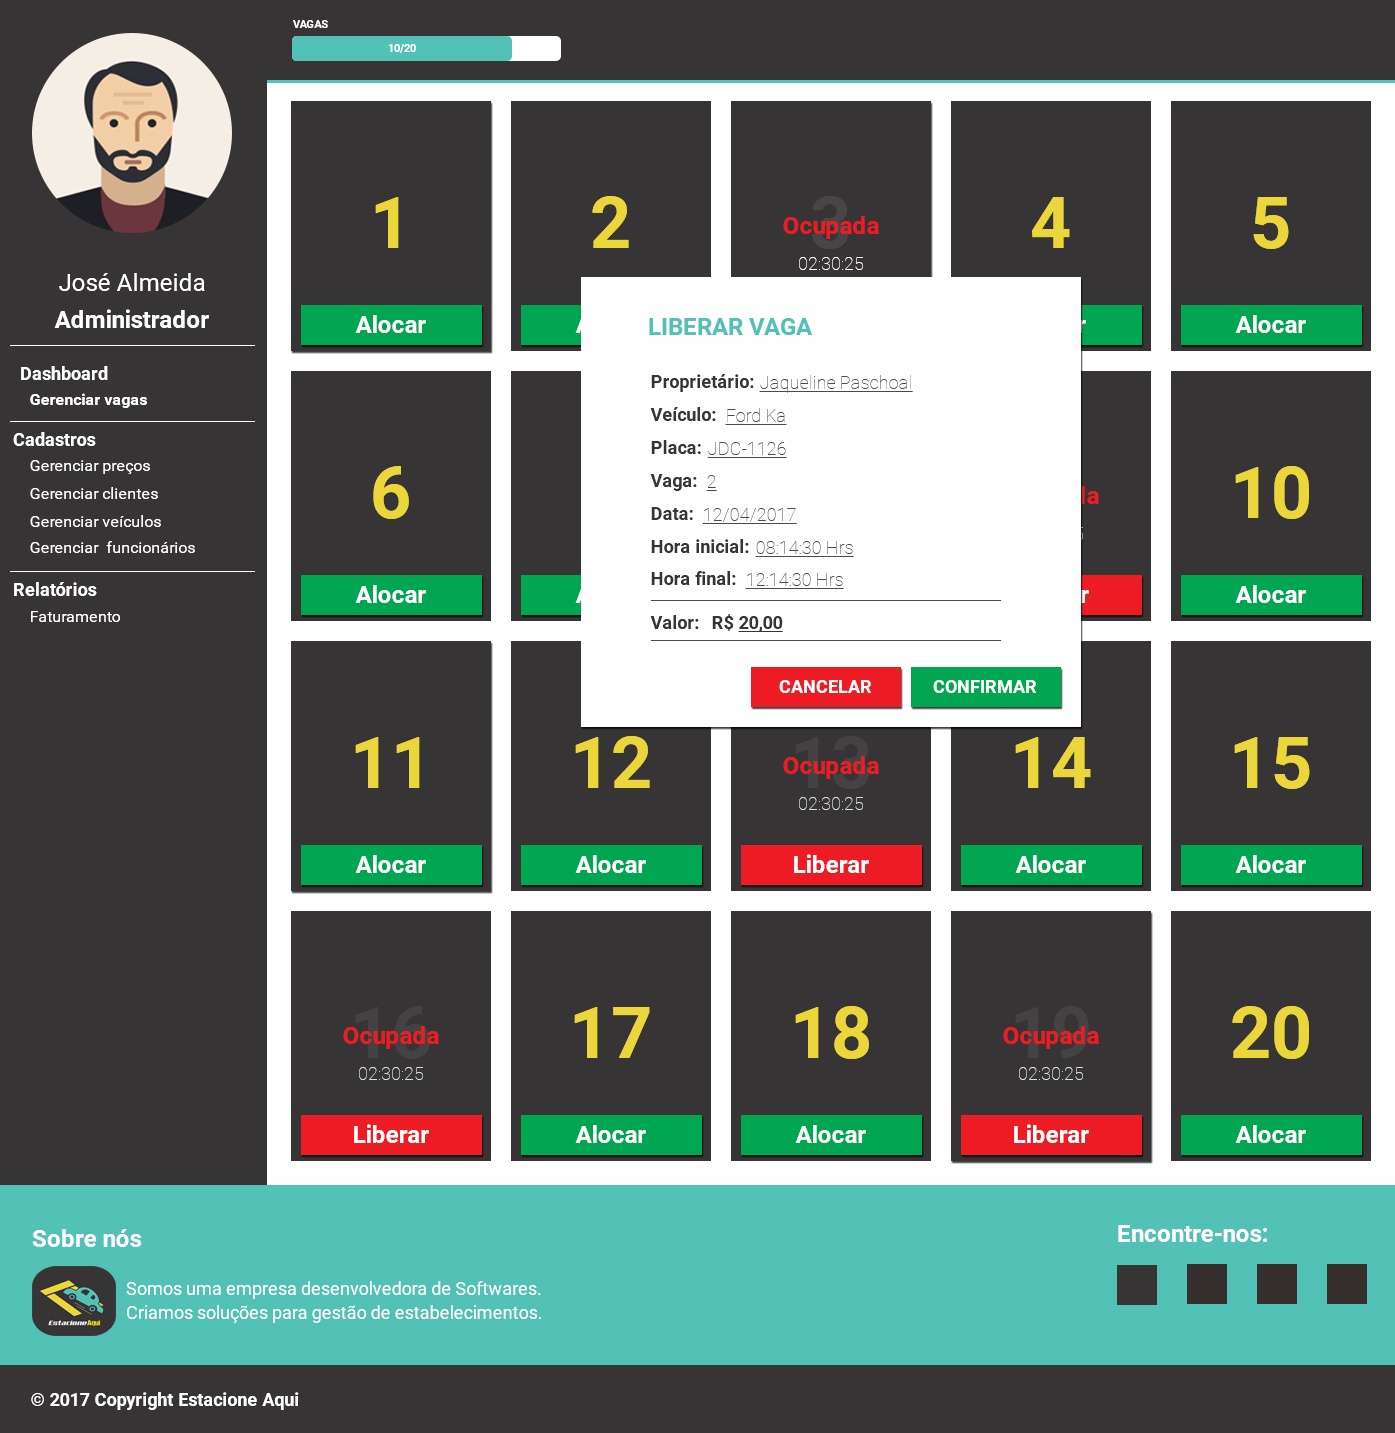 VAGAS
10/20
José Almeida
Administrador
Dashboard
Gerenciar vagas
Cadastros
Gerenciar preços
Gerenciar clientes
Gerenciar veículos
Gerenciar funcionários
Relatórios
Faturamento
1
2
3
4
5
Ocupada
02:30:25
Alocar
Alocar
LIBERAR VAGA
Proprietário: Jaqueline Paschoal
Veículo: Ford Ka
Placa: JDC-1126
Vaga: 2
Data: 12/04/2017
Hora inicial: 08:14:30 Hrs
Hora final: 12:14:30 Hrs
Valor: R$ 20,00
CANCELAR
CONFIRMAR
6
10
Alocar
Alocar
11
12
13
14
15
Ocupada
02:30:25
Alocar
Alocar
Liberar
Alocar
Alocar
16
17
18
19
20
Ocupada
Ocupada
02:30:25
02:30:25
Liberar
Alocar
Alocar
Liberar
Alocar
Sobre nós
EstacioneAqui
Somos uma empresa desenvolvedora de Softwares.
Criamos soluções para gestão de estabelecimentos.
Encontre-nos:
© 2017 Copyright Estacione Aqui